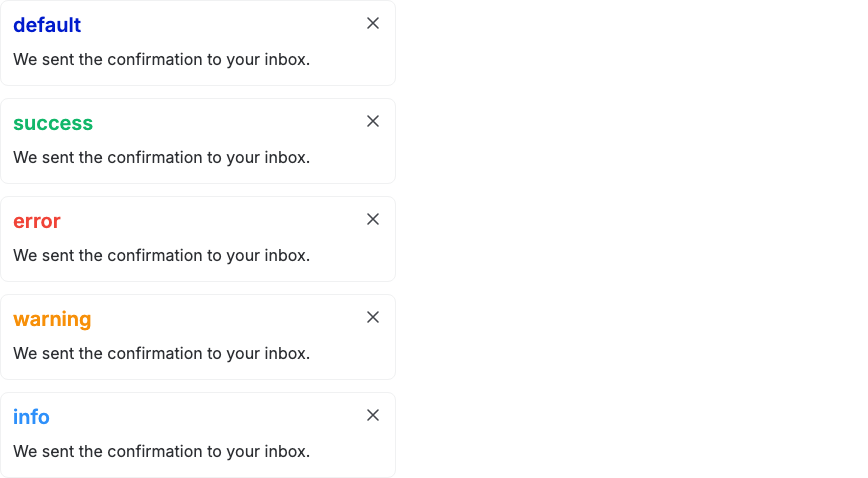 default
We sent the confirmation to your inbox.
success
We sent the confirmation to your inbox.
error
We sent the confirmation to your inbox.
warning
We sent the confirmation to your inbox.
info
We sent the confirmation to your inbox.